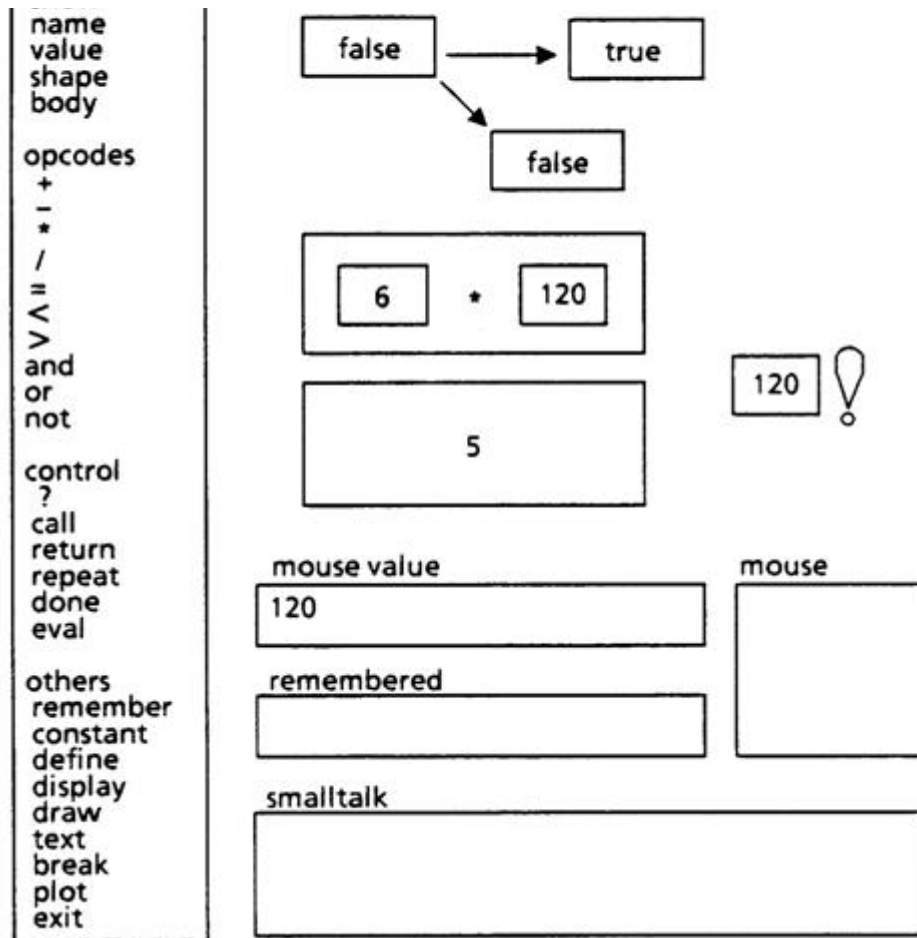 name
value
shape
body
opcodes
+
-
*
/
=
<
>
and
or
not
control
?
call
return
repeat
done
eval
others
remember
constant
define
display
draw
text
break
plot
exit
false
true
false
6 * 120
120 !
5
mouse value
120
mouse
remembered
smalltalk